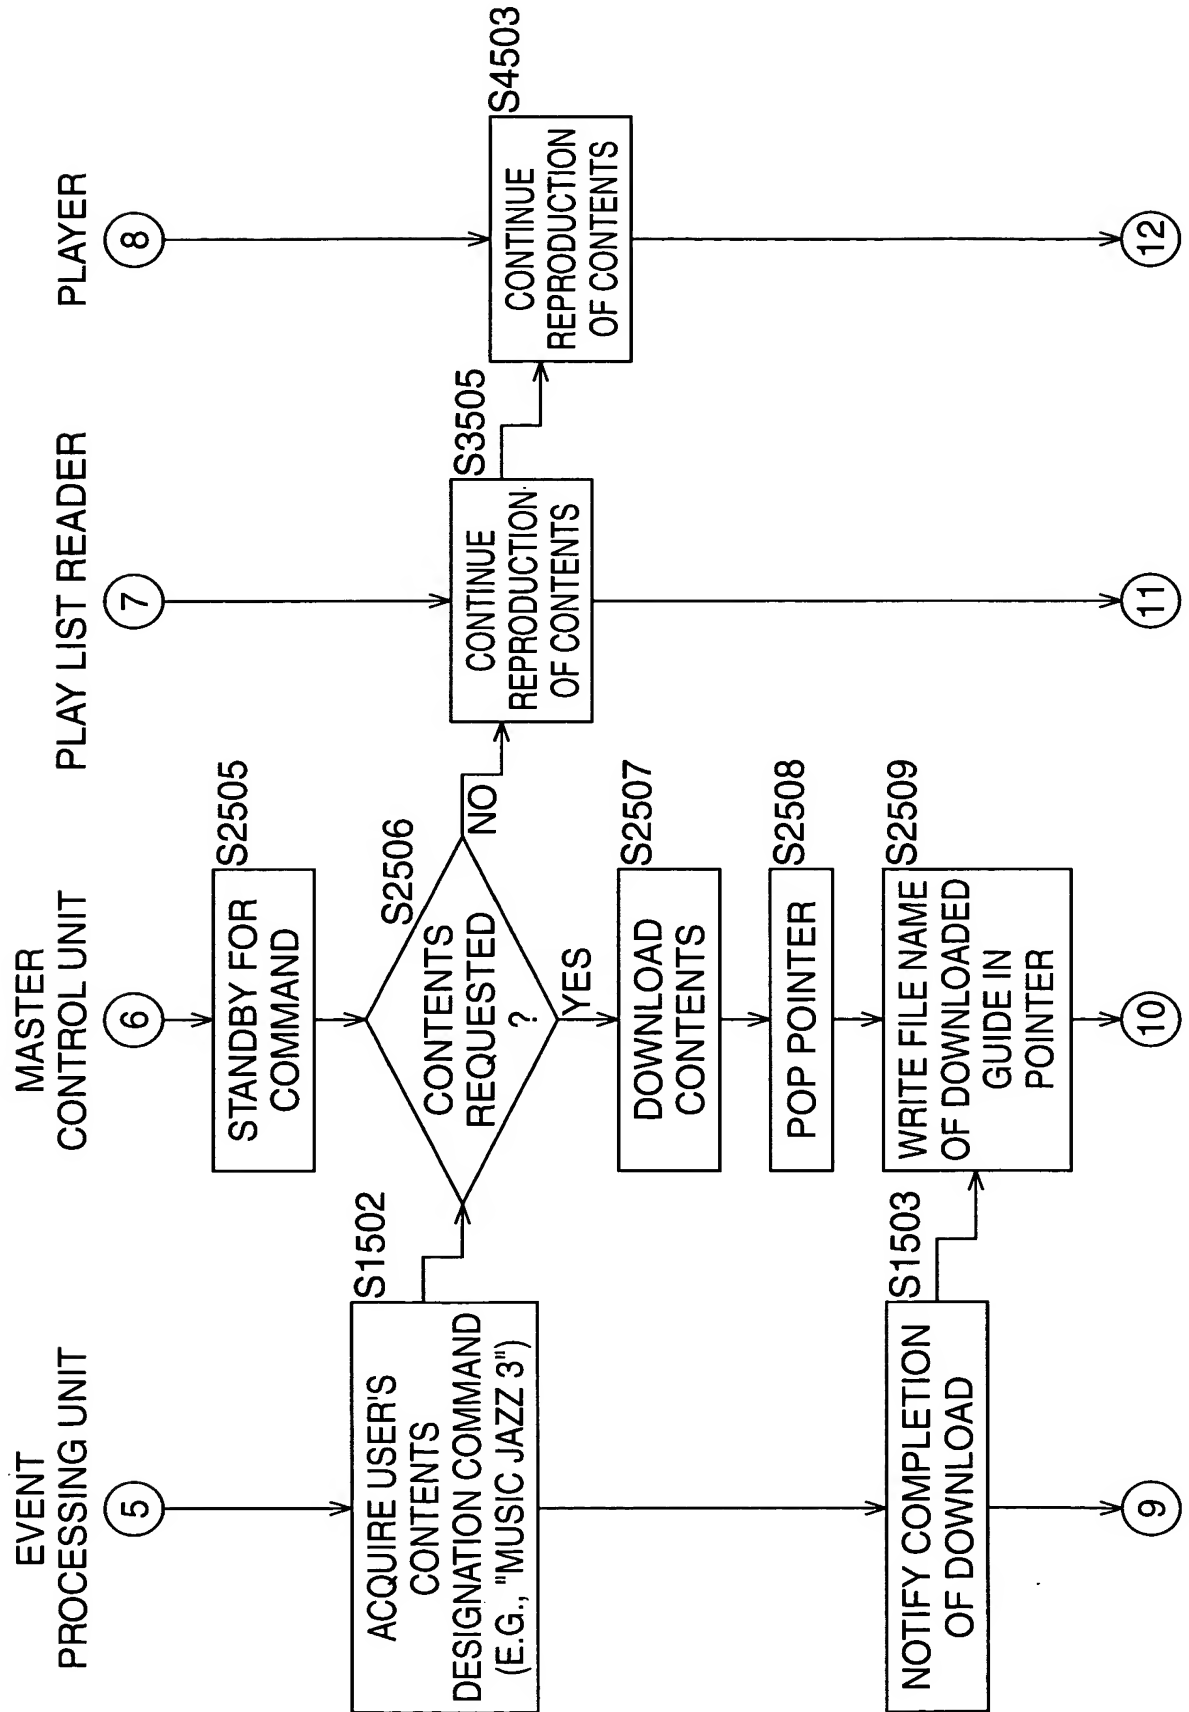 EVENT
PROCESSING UNIT
MASTER
CONTROL UNIT
PLAY LIST READER
PLAYER
5
6
7
8
STANDBY FOR
COMMAND
S2505
ACQUIRE USER'S
CONTENTS
DESIGNATION COMMAND
(E.G., "MUSIC JAZZ 3")
S1502
CONTENTS
REQUESTED
?
S2506
NO
YES
CONTINUE
REPRODUCTION
OF CONTENTS
S3505
CONTINUE
REPRODUCTION
OF CONTENTS
S4503
DOWNLOAD
CONTENTS
S2507
POP POINTER
S2508
NOTIFY COMPLETION
OF DOWNLOAD
S1503
WRITE FILE NAME
OF DOWNLOADED
GUIDE IN
POINTER
S2509
9
10
11
12